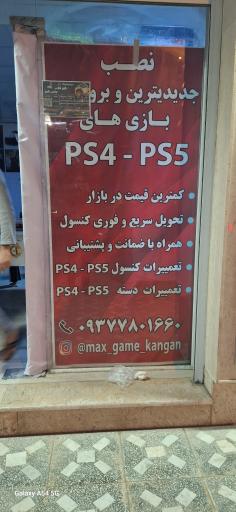 نصب
جدیدترین و برو
بازی های
PS4 - PS5
• کمترین قیمت در بازار
• تحویل سریع و فوری کنسول
• همراه با ضمانت و پشتیبانی
• تعمیرات کنسول PS4 - PS5
• تعمیرات دسته PS4 - PS5
۰۹۳۷۷۸۰۱۶۶۰
@max_game_kangan
Galaxy A54 5G